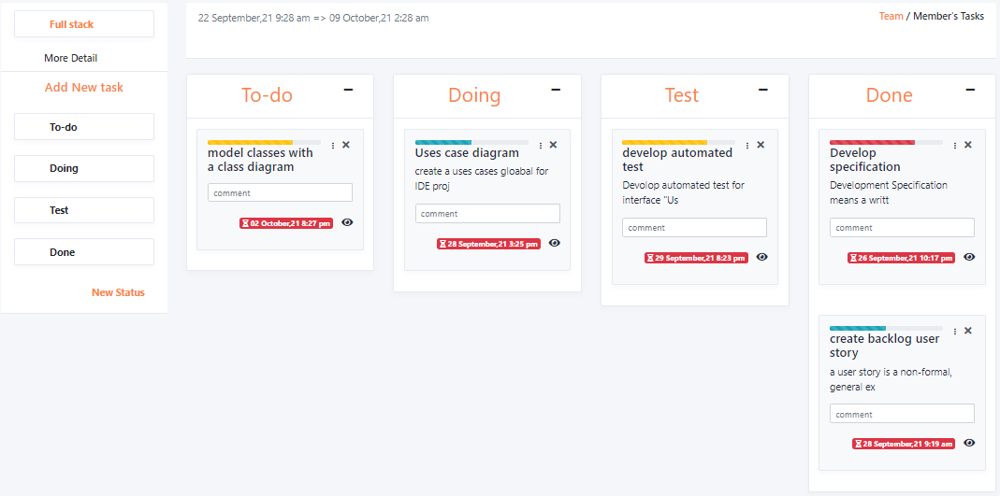 Full stack
More Detail
Add New task
To-do
Doing
Test
Done
New Status
22 September,21 9:28 am => 09 October,21 2:28 am
Team / Member's Tasks
To-do
model classes with
a class diagram
comment
02 October,21 8:27 pm
Doing
Uses case diagram
create a uses cases gloabal for
IDE proj
comment
28 September,21 3:25 pm
Test
develop automated
test
Devolop automated test for
interface "Us
comment
29 September,21 8:23 pm
Done
Develop
specification
Development Specification
means a writt
comment
26 September,21 10:17 pm
create backlog user
story
a user story is a non-formal,
general ex
comment
28 September,21 9:19 am